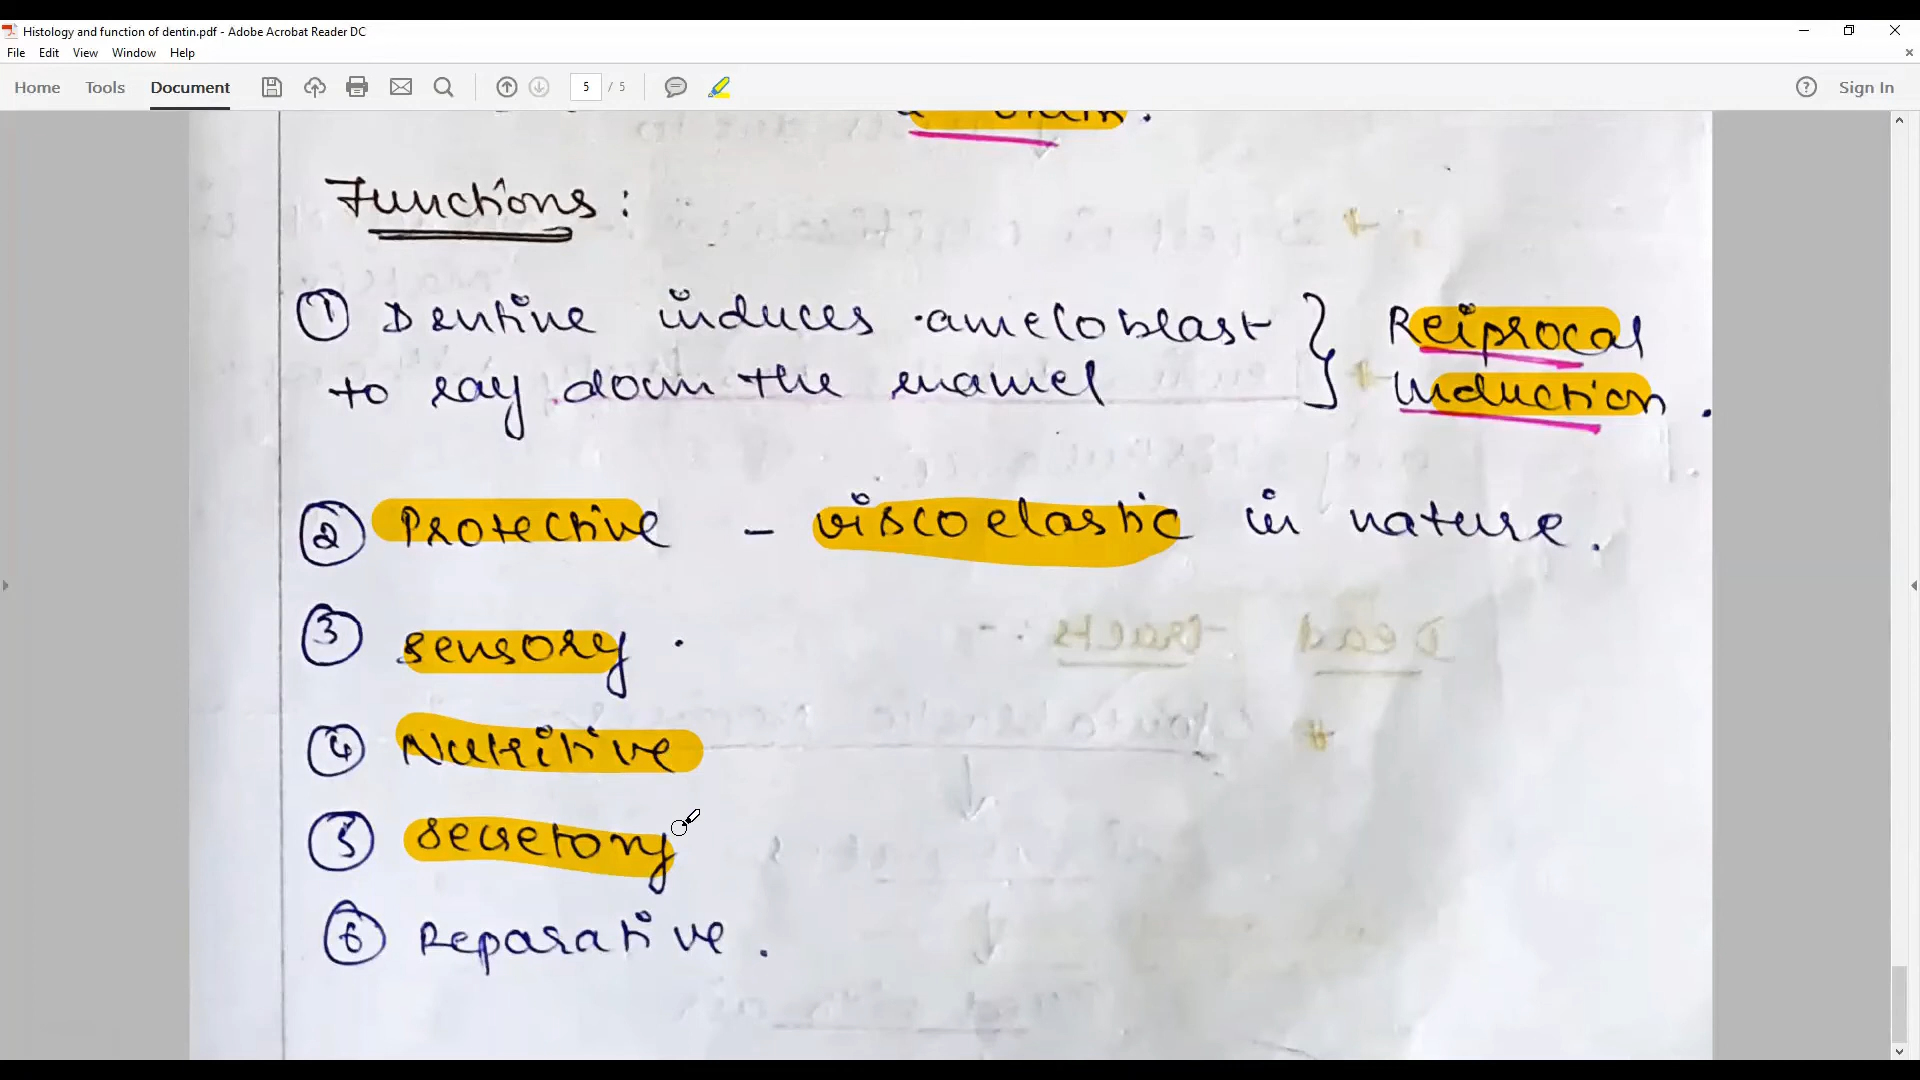 Histology and function of dentin.pdf - Adobe Acrobat Reader DC
File Edit View Window Help
Home Tools Document 5 / 5 Sign In
Functions :
① Dentine induces ameloblast } Reiprocal
to lay down the enamel Induction .
② Protective - viscoelastic in nature .
③ sensory .
④ Nutritive
⑤ secretory
⑥ Reparative .